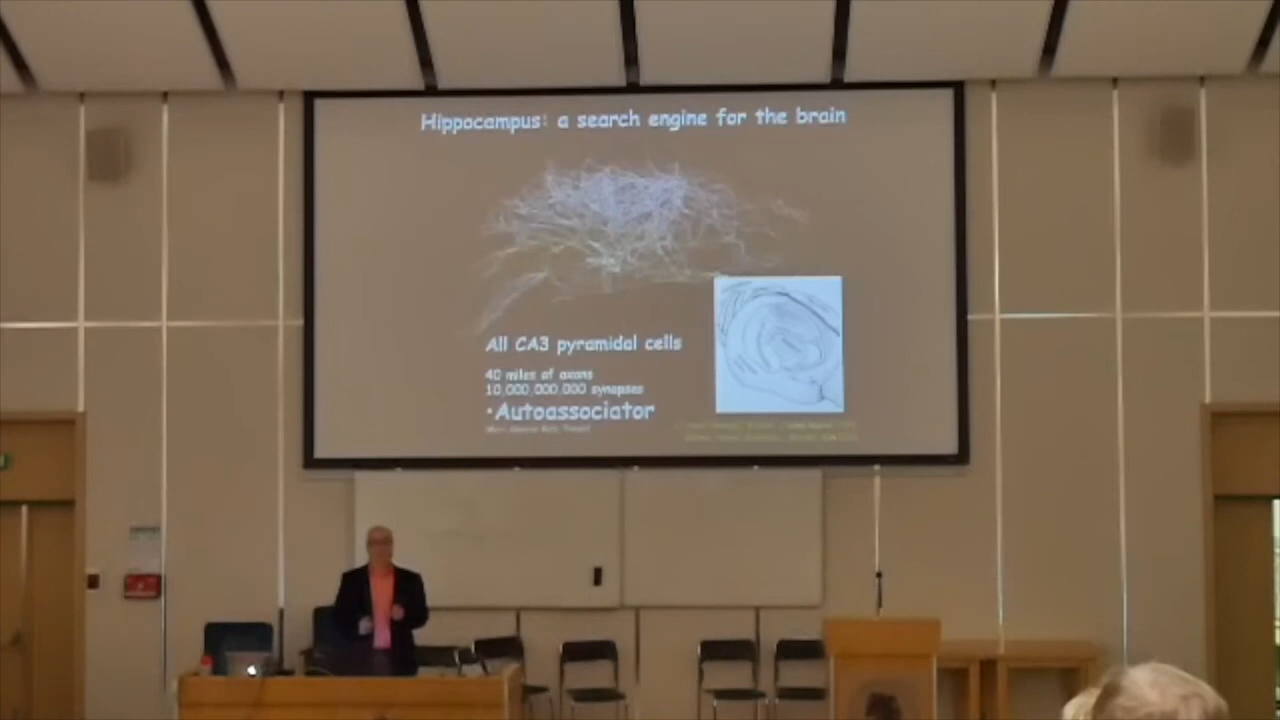 Hippocampus: a search engine for the brain
All CA3 pyramidal cells
40 miles of axons
10,000,000,000 synapses
•Autoassociator